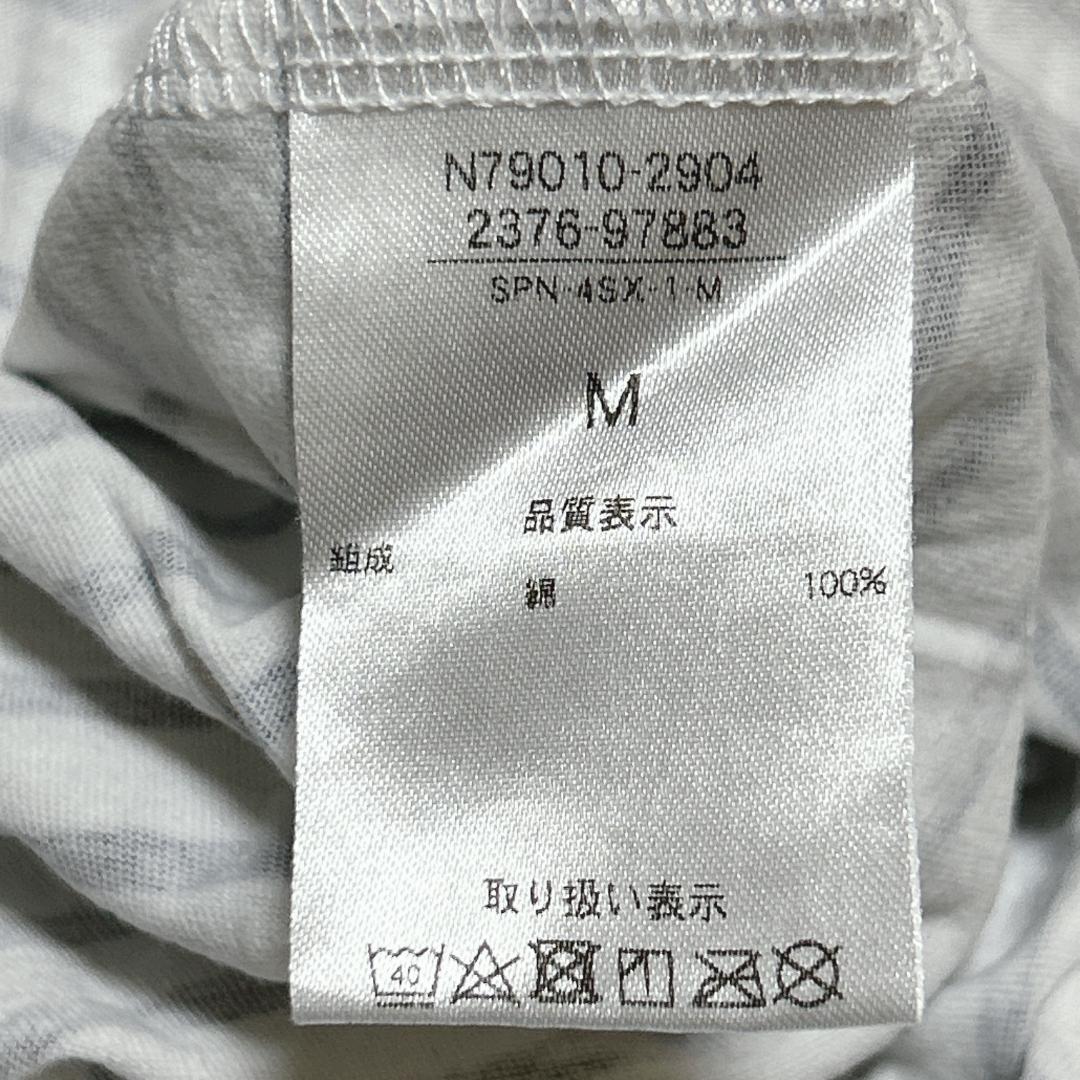 N79010-2904
2376-97883
SPN-4SX-1-M
M
品質表示
組成
綿 100%
取り扱い表示
40